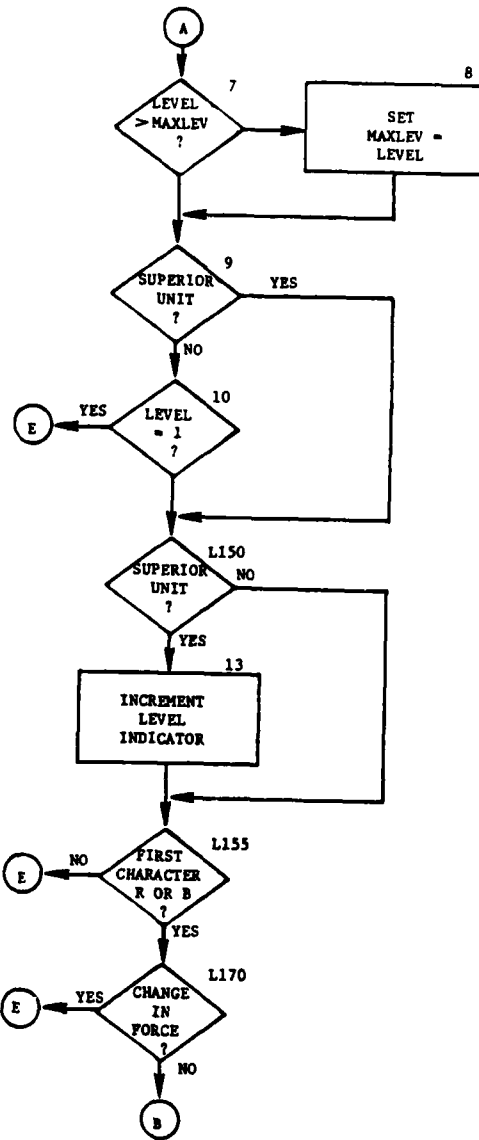 A
7
LEVEL
> MAXLEV
?
8
SET
MAXLEV =
LEVEL
9
SUPERIOR
UNIT
?
YES
NO
10
LEVEL
= 1
?
YES
E
L150
SUPERIOR
UNIT
?
NO
YES
13
INCREMENT
LEVEL
INDICATOR
L155
FIRST
CHARACTER
R OR B
?
NO
E
YES
L170
CHANGE
IN
FORCE
?
YES
E
NO
B